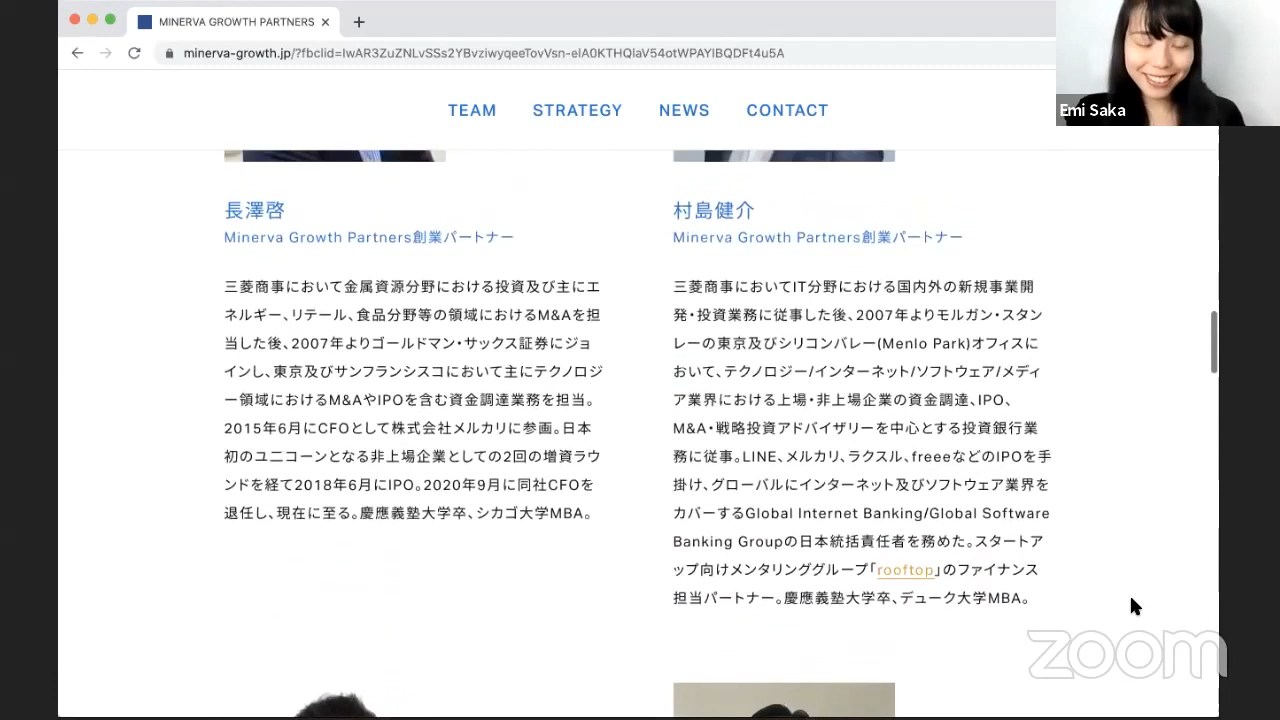 MINERVA GROWTH PARTNERS
minerva-growth.jp/?fbclid=IwAR3ZuZNLvSSs2YBvziwyqeeTovVsn-eIA0KTHQlaV54otWPAYlBQDFt4u5A
Emi Saka
TEAM STRATEGY NEWS CONTACT
長澤啓
Minerva Growth Partners創業パートナー
三菱商事において金属資源分野における投資及び主にエ
ネルギー、リテール、食品分野等の領域におけるM&Aを担
当した後、2007年よりゴールドマン・サックス証券にジョ
インし、東京及びサンフランシスコにおいて主にテクノロジ
ー領域におけるM&AやIPOを含む資金調達業務を担当。
2015年6月にCFOとして株式会社メルカリに参画。日本
初のユニコーンとなる非上場企業としての2回の増資ラウ
ンドを経て2018年6月にIPO。2020年9月に同社CFOを
退任し、現在に至る。慶應義塾大学卒、シカゴ大学MBA。
村島健介
Minerva Growth Partners創業パートナー
三菱商事においてIT分野における国内外の新規事業開
発・投資業務に従事した後、2007年よりモルガン・スタン
レーの東京及びシリコンバレー(Menlo Park)オフィスに
おいて、テクノロジー/インターネット/ソフトウェア/メディ
ア業界における上場・非上場企業の資金調達、IPO、
M&A・戦略投資アドバイザリーを中心とする投資銀行業
務に従事。LINE、メルカリ、ラクスル、freeeなどのIPOを手
掛け、グローバルにインターネット及びソフトウェア業界を
カバーするGlobal Internet Banking/Global Software
Banking Groupの日本統括責任者を務めた。スタートア
ップ向けメンタリンググループ「rooftop」のファイナンス
担当パートナー。慶應義塾大学卒、デューク大学MBA。
zoom